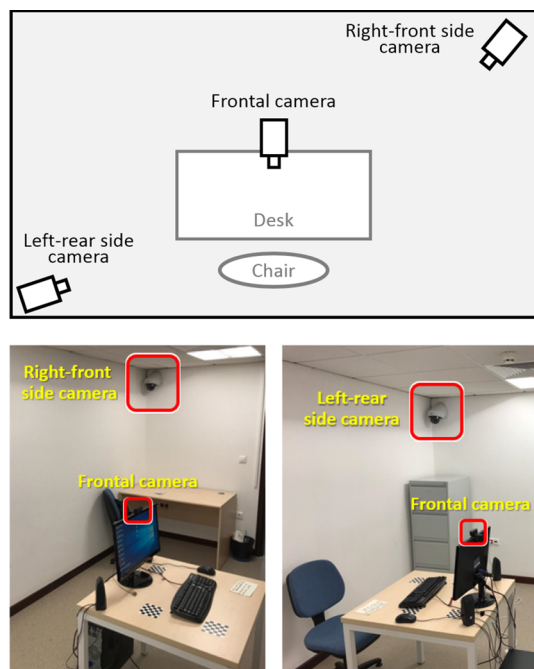 Right-front side
camera
Frontal camera
Desk
Left-rear side
camera
Chair
Right-front
side camera
Frontal camera
Left-rear
side camera
Frontal camera